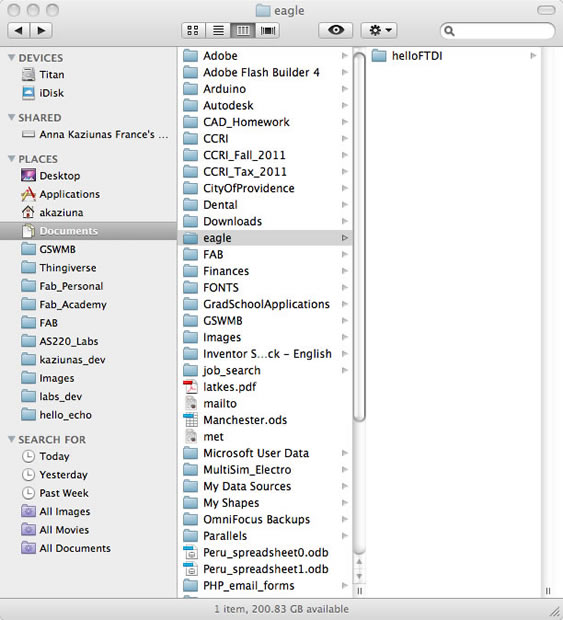 eagle
DEVICES
Titan
iDisk
SHARED
Anna Kaziunas France's ...
PLACES
Desktop
Applications
akaziuna
Documents
GSWMB
Thingiverse
Fab_Personal
Fab_Academy
FAB
AS220_Labs
kaziunas_dev
Images
labs_dev
hello_echo
SEARCH FOR
Today
Yesterday
Past Week
All Images
All Movies
All Documents
Adobe
Adobe Flash Builder 4
Arduino
Autodesk
CAD_Homework
CCRI
CCRI_Fall_2011
CCRI_Tax_2011
CityOfProvidence
Dental
Downloads
eagle
FAB
Finances
FONTS
GradSchoolApplications
GSWMB
Images
Inventor S...ck - English
job_search
latkes.pdf
mailto
Manchester.ods
met
Microsoft User Data
MultiSim_Electro
My Data Sources
My Shapes
OmniFocus Backups
Parallels
Peru_spreadsheet0.odb
Peru_spreadsheet1.odb
PHP_email_forms
helloFTDI
1 item, 200.83 GB available